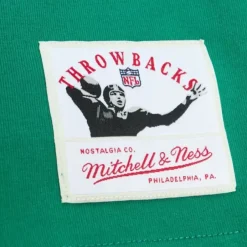 THROWBACKS
NFL
NOSTALGIA CO.
Mitchell & Ness
PHILADELPHIA, PA.